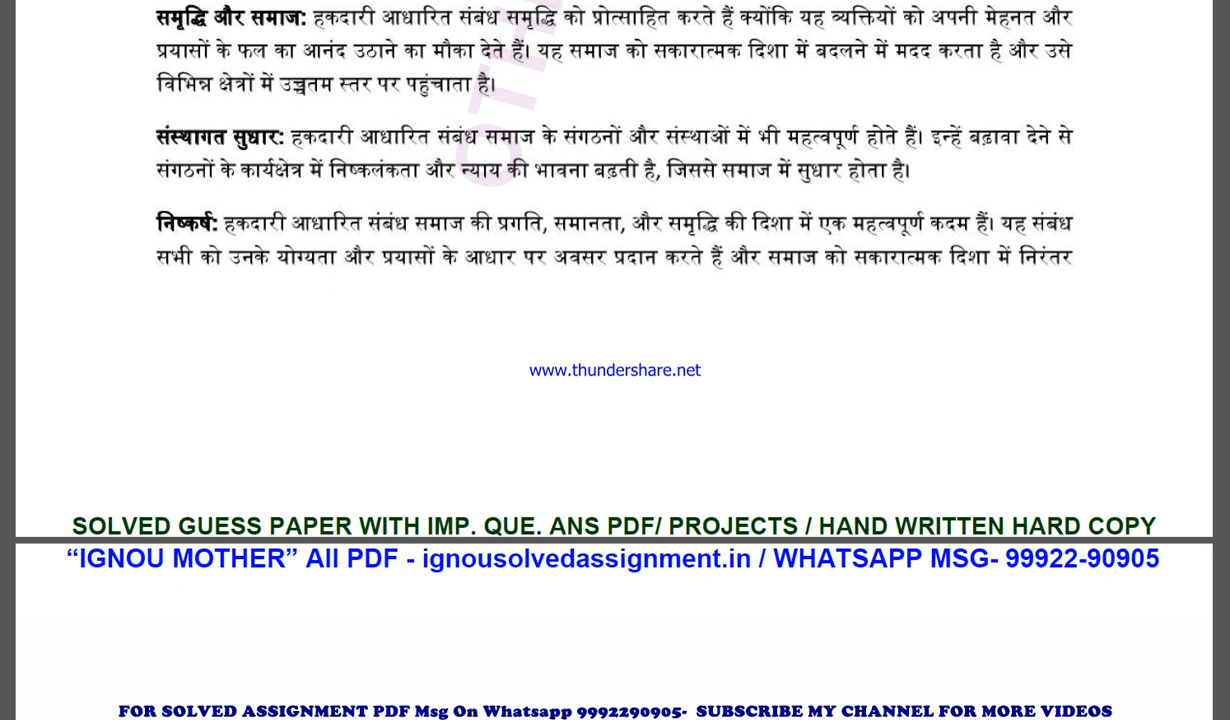 समृद्धि और समाज: हकदारी आधारित संबंध समृद्धि को प्रोत्साहित करते हैं क्योंकि यह व्यक्तियों को अपनी मेहनत और
प्रयासों के फल का आनंद उठाने का मौका देते हैं। यह समाज को सकारात्मक दिशा में बदलने में मदद करता है और उसे
विभिन्न क्षेत्रों में उच्चतम स्तर पर पहुंचाता है।
संस्थागत सुधार: हकदारी आधारित संबंध समाज के संगठनों और संस्थाओं में भी महत्वपूर्ण होते हैं। इन्हें बढ़ावा देने से
संगठनों के कार्यक्षेत्र में निष्कलंकता और न्याय की भावना बढ़ती है, जिससे समाज में सुधार होता है।
निष्कर्ष: हकदारी आधारित संबंध समाज की प्रगति, समानता, और समृद्धि की दिशा में एक महत्वपूर्ण कदम हैं। यह संबंध
सभी को उनके योग्यता और प्रयासों के आधार पर अवसर प्रदान करते हैं और समाज को सकारात्मक दिशा में निरंतर
www.thundershare.net
SOLVED GUESS PAPER WITH IMP. QUE. ANS PDF/ PROJECTS / HAND WRITTEN HARD COPY
“IGNOU MOTHER” All PDF - ignousolvedassignment.in / WHATSAPP MSG- 99922-90905
FOR SOLVED ASSIGNMENT PDF Msg On Whatsapp 9992290905- SUBSCRIBE MY CHANNEL FOR MORE VIDEOS